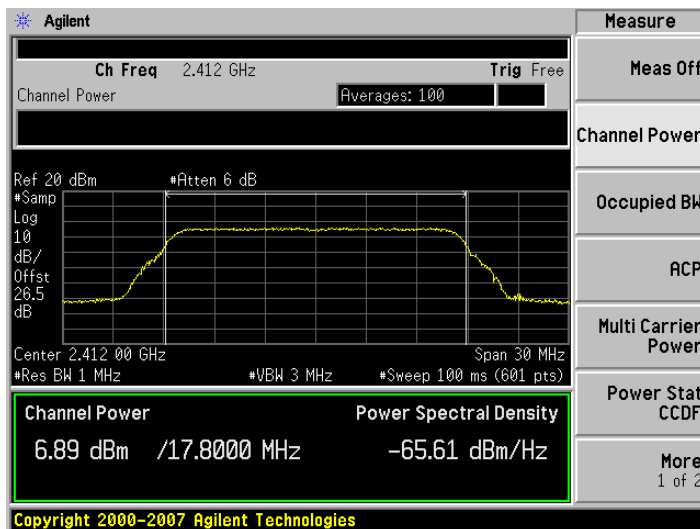 Agilent
Measure
Ch Freq 2.412 GHz Trig Free
Channel Power Averages: 100
Meas Off
Channel Power
Occupied BW
ACP
Multi Carrier
Power
Power Stat
CCDF
More
1 of 2
Ref 20 dBm #Atten 6 dB
#Samp
Log
10
dB/
Offst
26.5
dB
Center 2.412 00 GHz Span 30 MHz
#Res BW 1 MHz #VBW 3 MHz #Sweep 100 ms (601 pts)
Channel Power Power Spectral Density
6.89 dBm /17.8000 MHz -65.61 dBm/Hz
Copyright 2000-2007 Agilent Technologies